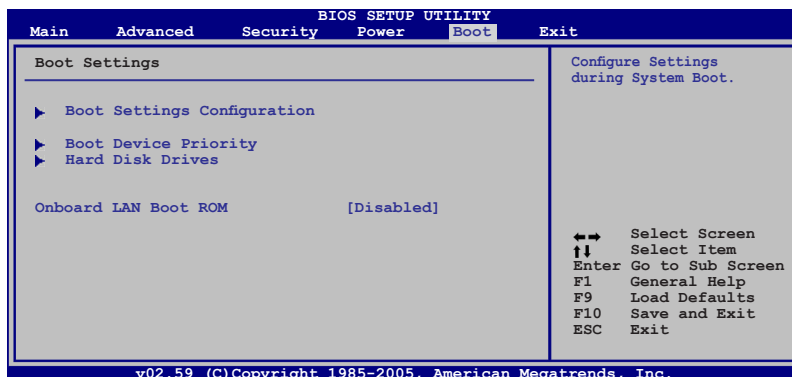 BIOS SETUP UTILITY
Main Advanced Security Power Boot Exit
Boot Settings
Boot Settings Configuration
Boot Device Priority
Hard Disk Drives
Onboard LAN Boot ROM [Disabled]
Configure Settings
during System Boot.
←→ Select Screen
↑↓ Select Item
Enter Go to Sub Screen
F1 General Help
F9 Load Defaults
F10 Save and Exit
ESC Exit
v02.59 (C)Copyright 1985-2005, American Megatrends, Inc.